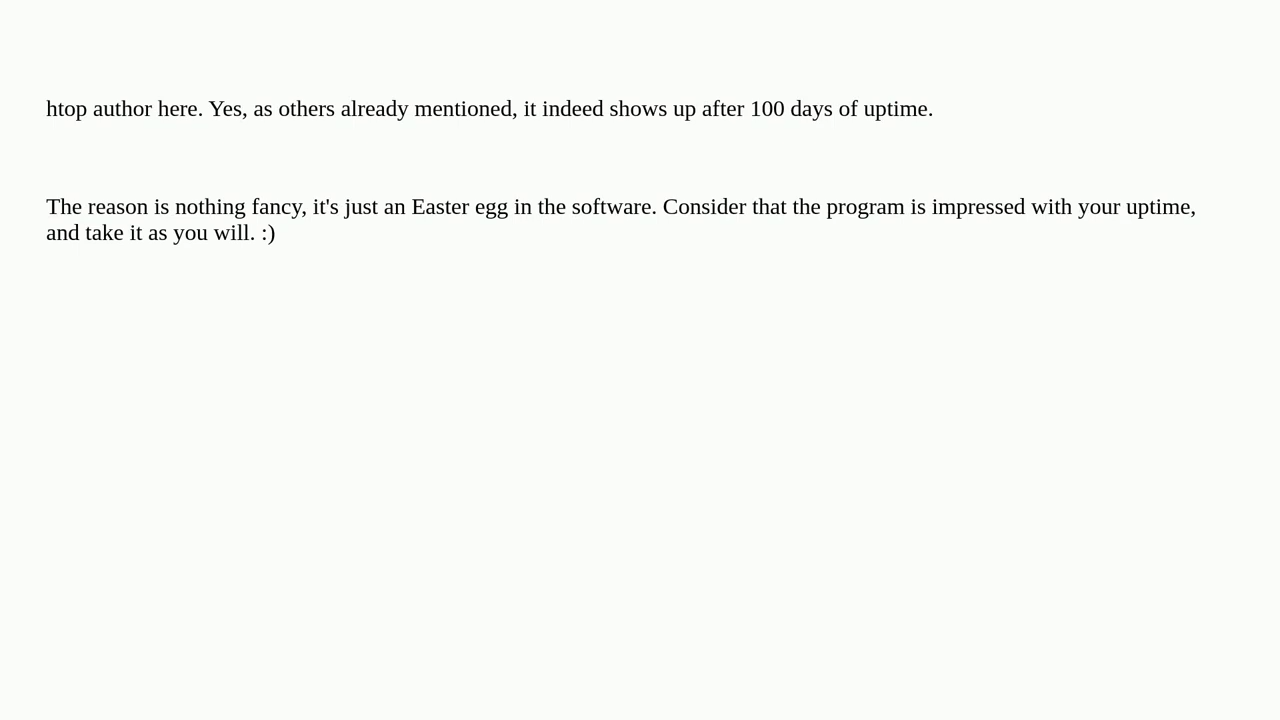 htop author here. Yes, as others already mentioned, it indeed shows up after 100 days of uptime.
The reason is nothing fancy, it's just an Easter egg in the software. Consider that the program is impressed with your uptime,
and take it as you will. :)